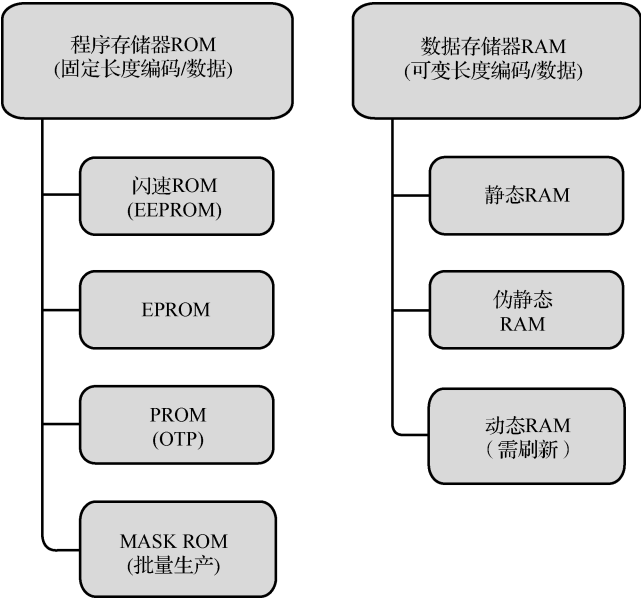 程序存储器ROM
(固定长度编码/数据)
闪速ROM
(EEPROM)
EPROM
PROM
(OTP)
MASK ROM
(批量生产)
数据存储器RAM
(可变长度编码/数据)
静态RAM
伪静态
RAM
动态RAM
（需刷新）